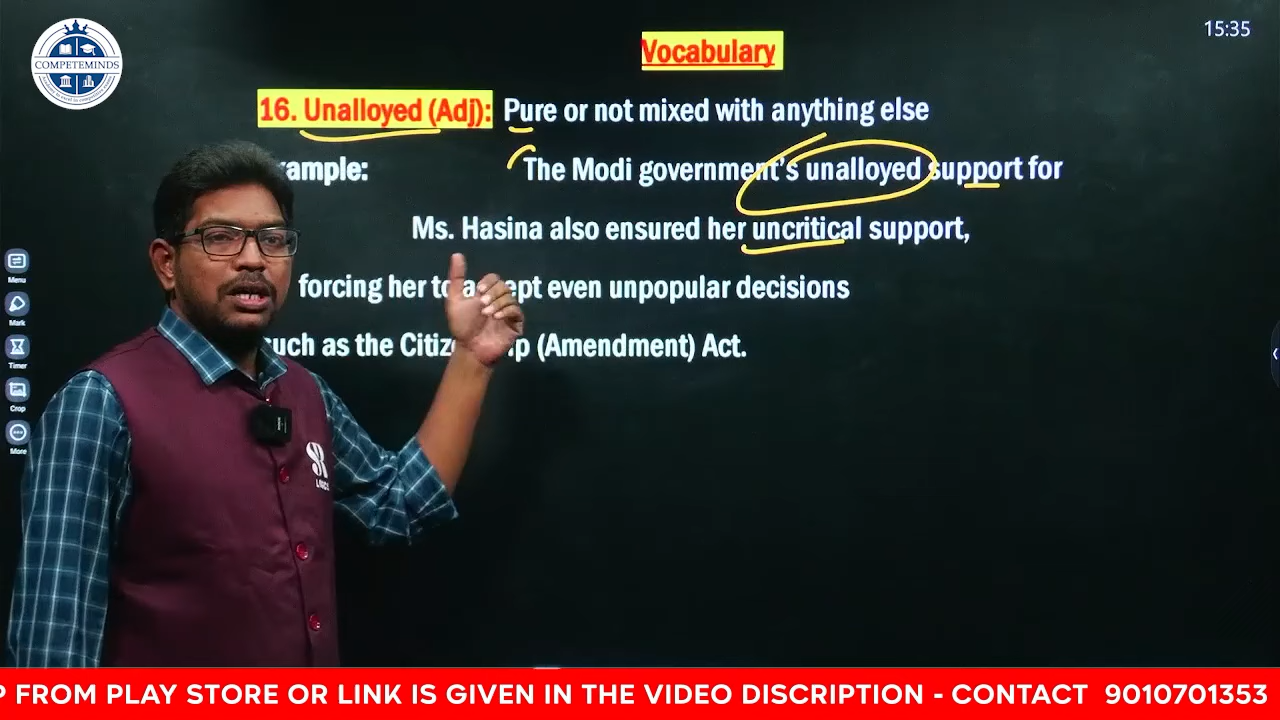 COMPETEMINDS
15:35
Vocabulary
16. Unalloyed (Adj): Pure or not mixed with anything else
ample: The Modi government's unalloyed support for
Ms. Hasina also ensured her uncritical support,
forcing her to ept even unpopular decisions
uch as the Citiz p (Amendment) Act.
Menu
Mark
Timer
Crop
More
SR
P FROM PLAY STORE OR LINK IS GIVEN IN THE VIDEO DISCRIPTION - CONTACT 9010701353